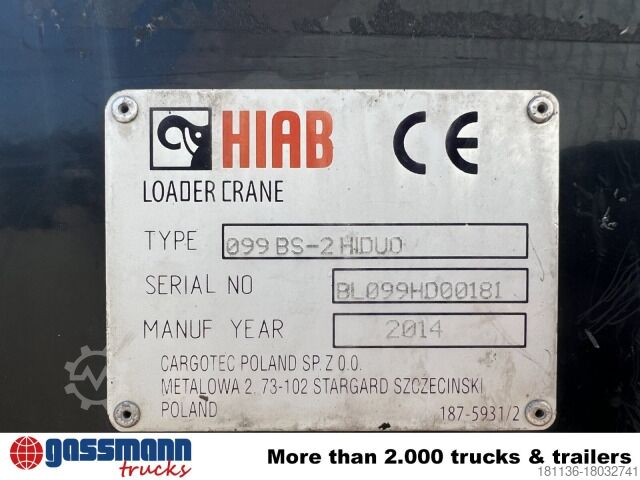 HIAB CE
LOADER CRANE
TYPE 099 BS-2 HIDUO
SERIAL NO BL099HD00181
MANUF YEAR 2014
CARGOTEC POLAND SP. Z O.O.
METALOWA 2. 73-102 STARGARD SZCZECINSKI
POLAND 187-5931/2
gassmann
trucks
More than 2.000 trucks & trailers
181136-18032741